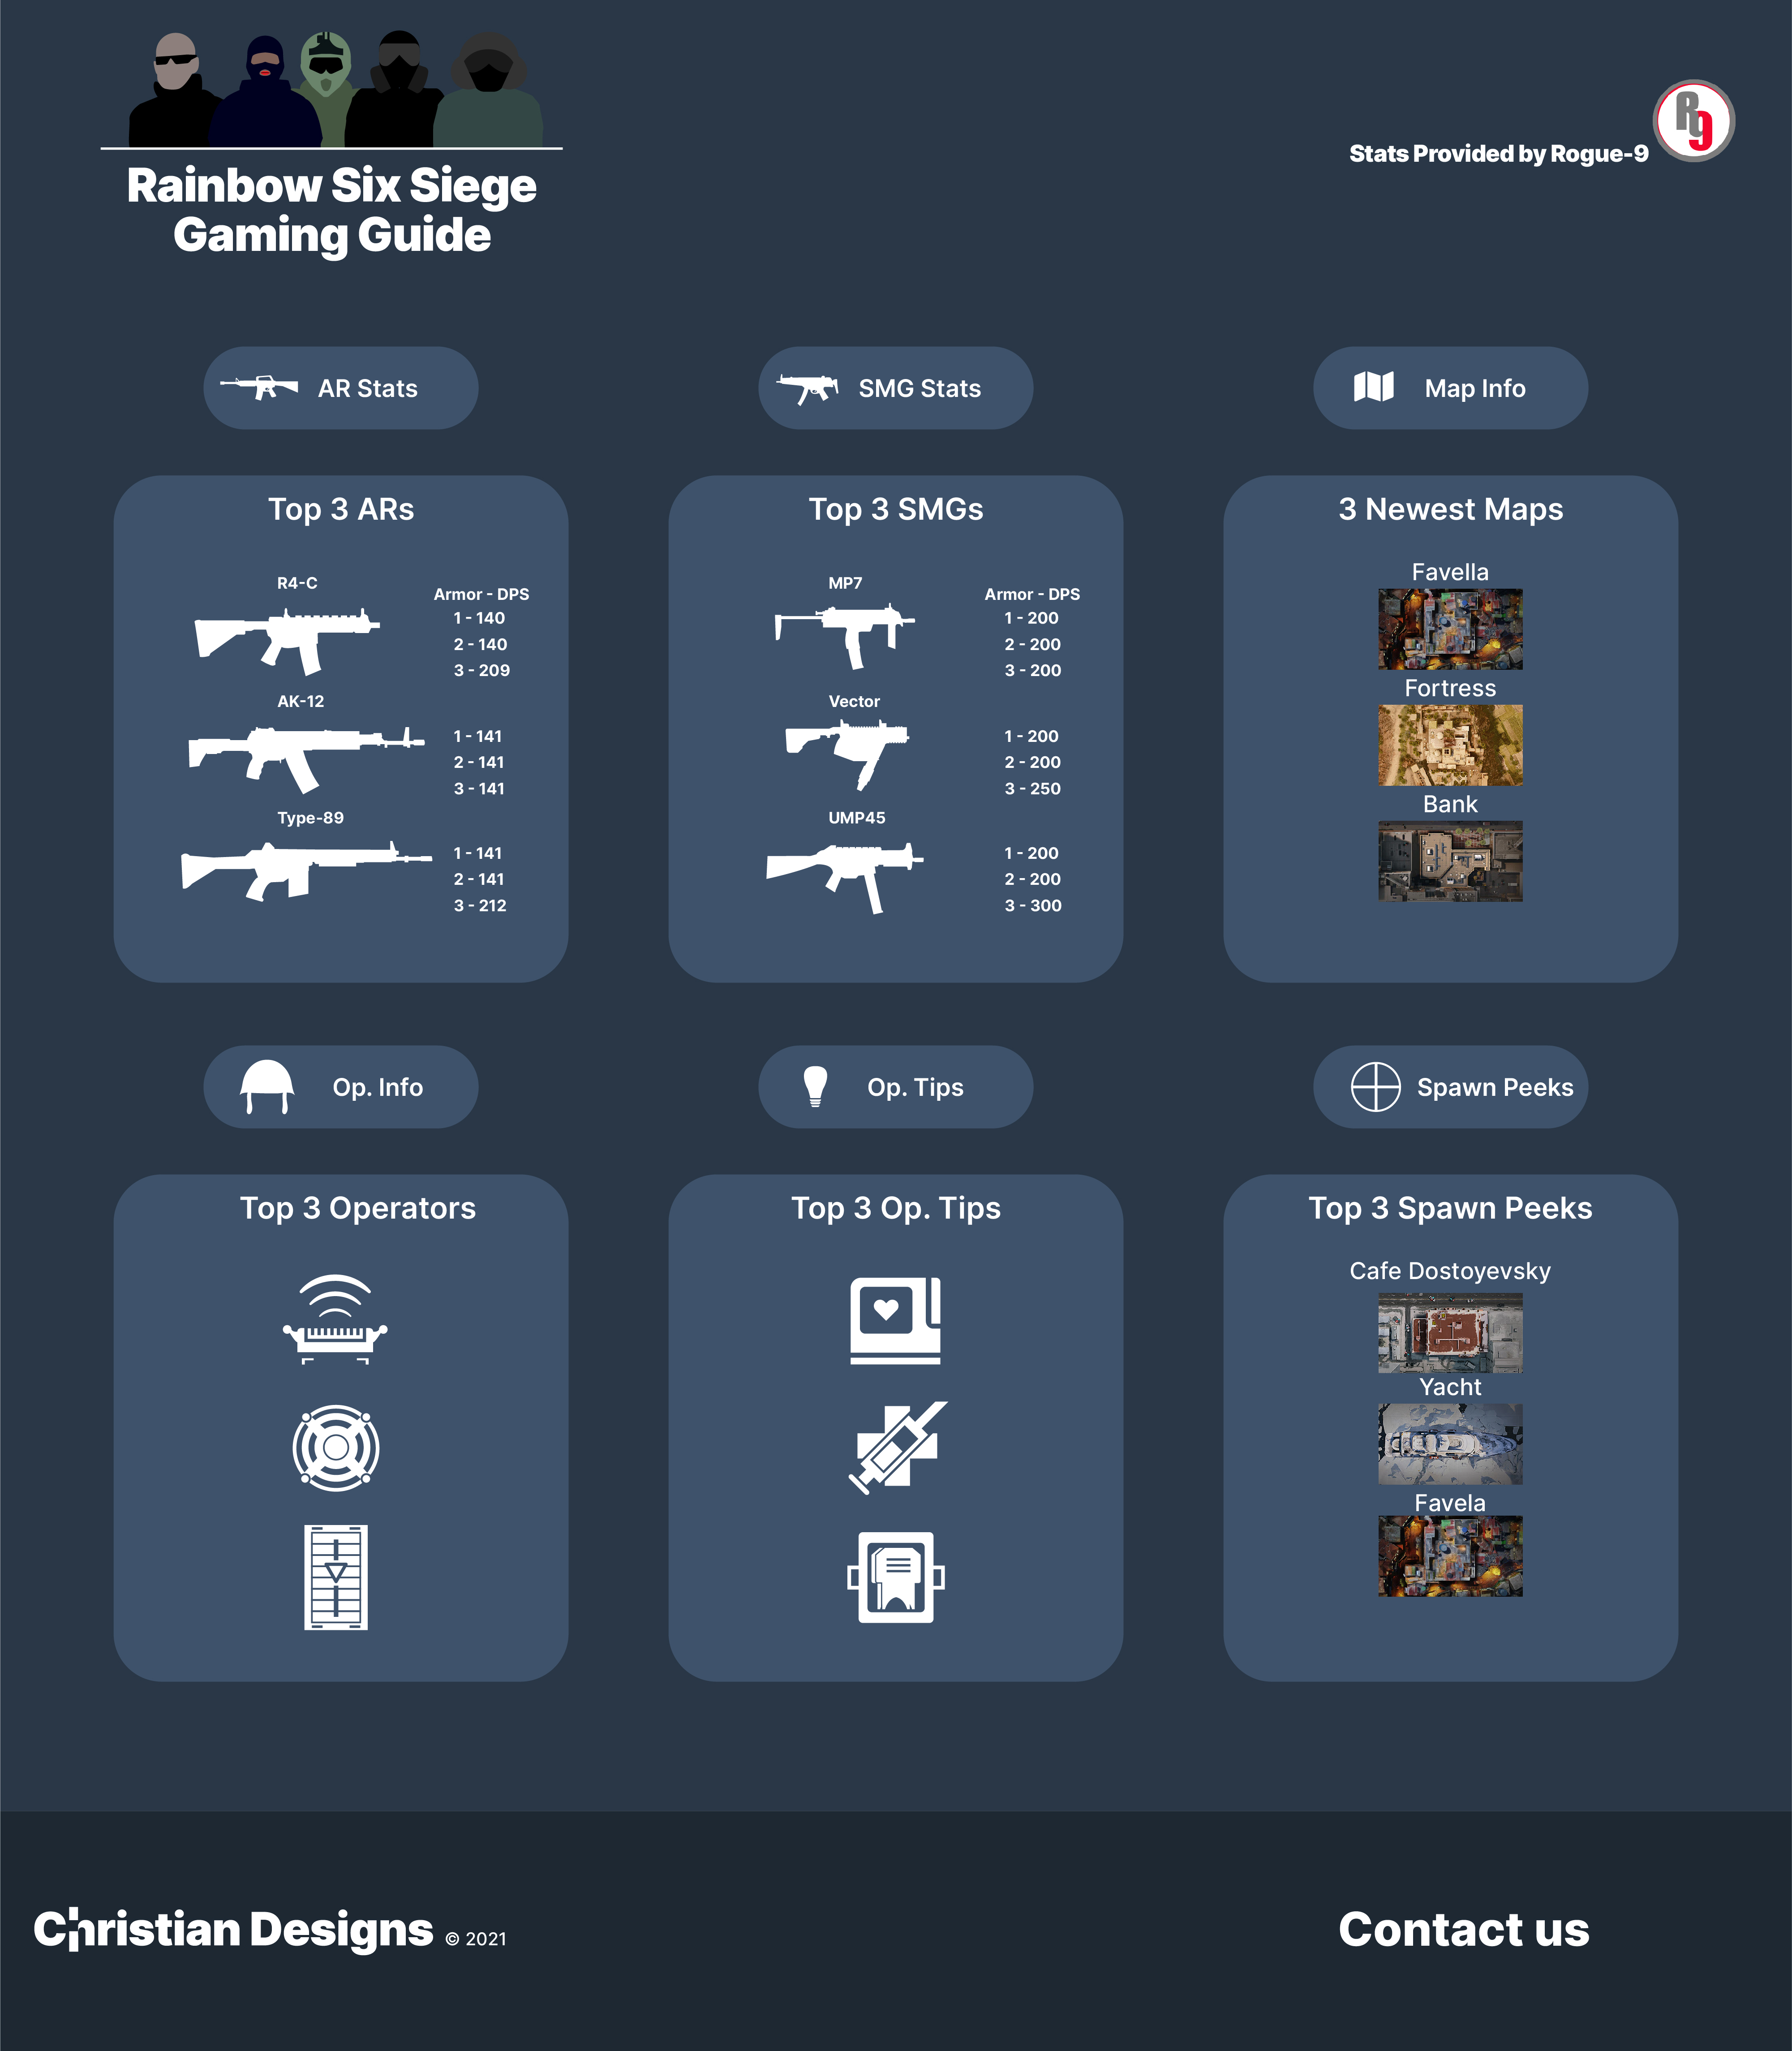 Rainbow Six Siege
Gaming Guide
Stats Provided by Rogue-9
R9
AR Stats
SMG Stats
Map Info
Top 3 ARs
R4-C
Armor - DPS
1 - 140
2 - 140
3 - 209
AK-12
1 - 141
2 - 141
3 - 141
Type-89
1 - 141
2 - 141
3 - 212
Top 3 SMGs
MP7
Armor - DPS
1 - 200
2 - 200
3 - 200
Vector
1 - 200
2 - 200
3 - 250
UMP45
1 - 200
2 - 200
3 - 300
3 Newest Maps
Favella
Fortress
Bank
Op. Info
Op. Tips
Spawn Peeks
Top 3 Operators
Top 3 Op. Tips
Top 3 Spawn Peeks
Cafe Dostoyevsky
Yacht
Favela
Christian Designs © 2021
Contact us